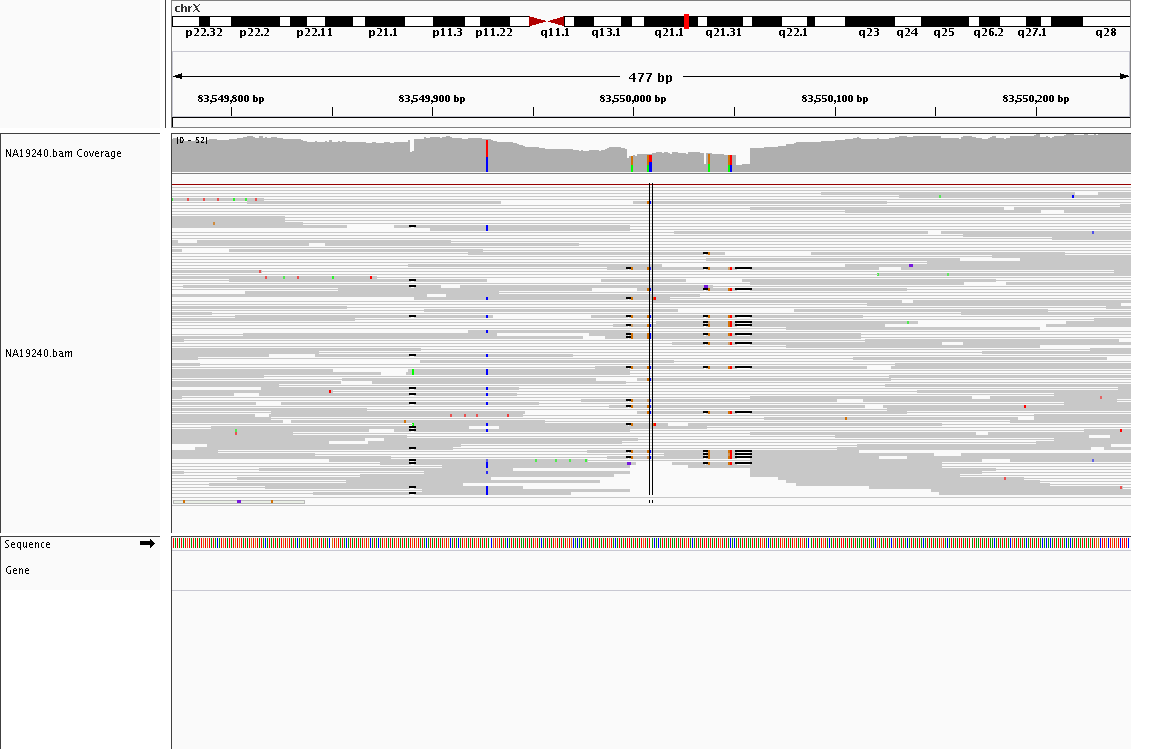 chrX
p22.32 p22.2 p22.11 p21.1 p11.3 p11.22 q11.1 q13.1 q21.1 q21.31 q22.1 q23 q24 q25 q26.2 q27.1 q28
477 bp
83,549,800 bp 83,549,900 bp 83,550,000 bp 83,550,100 bp 83,550,200 bp
[0 - 52]
NA19240.bam Coverage
NA19240.bam
Sequence
Gene